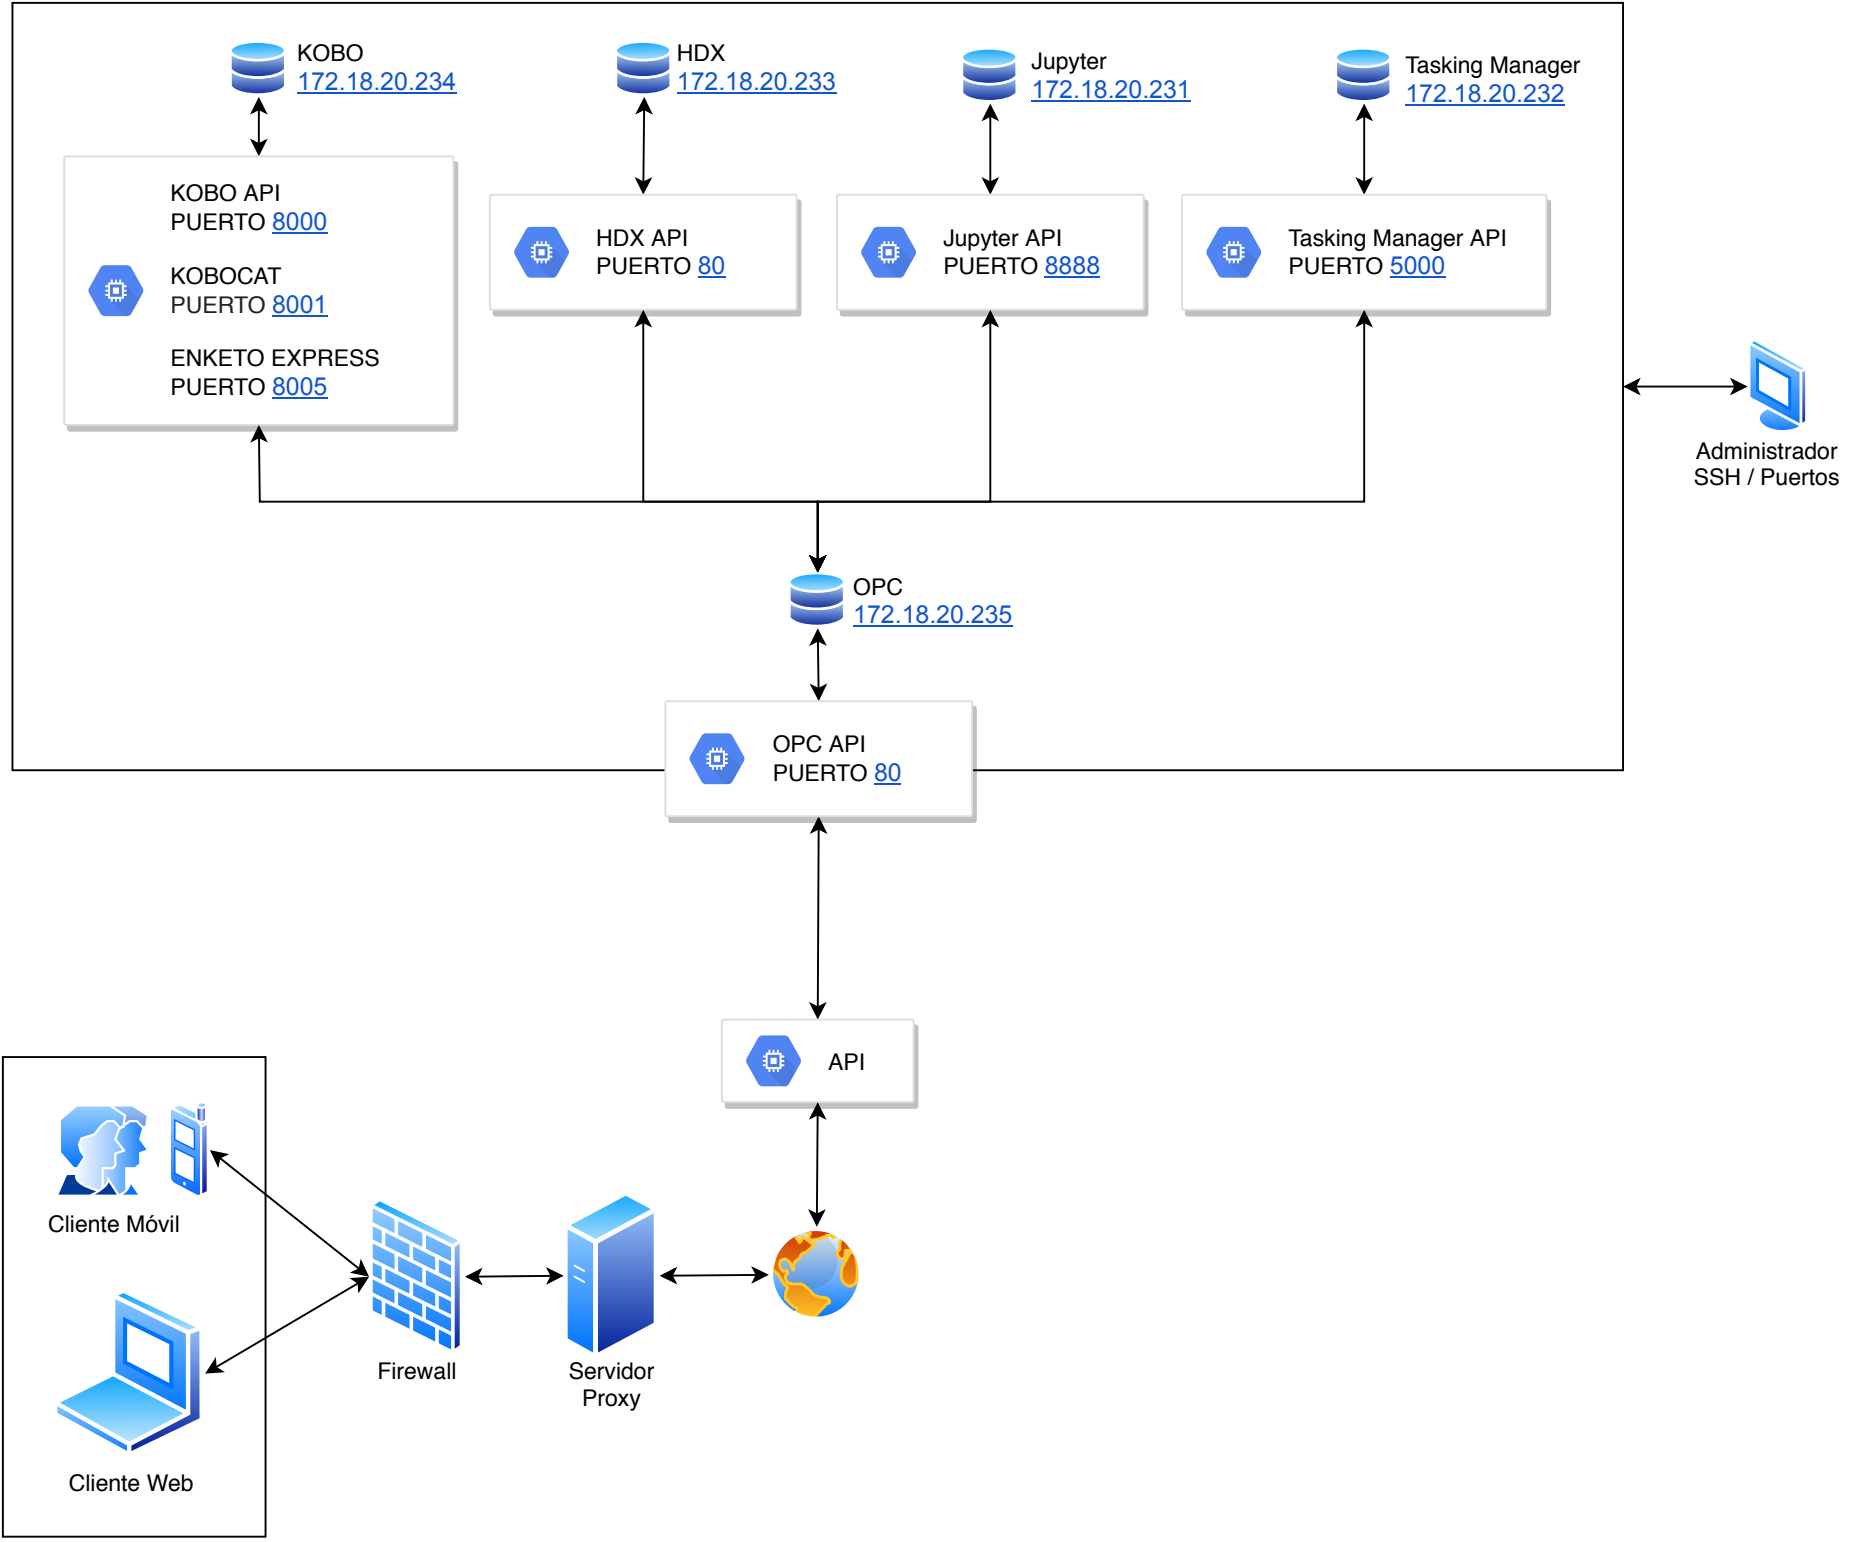 KOBO
172.18.20.234
HDX
172.18.20.233
Jupyter
172.18.20.231
Tasking Manager
172.18.20.232
KOBO API
PUERTO 8000
KOBOCAT
PUERTO 8001
ENKETO EXPRESS
PUERTO 8005
HDX API
PUERTO 80
Jupyter API
PUERTO 8888
Tasking Manager API
PUERTO 5000
Administrador
SSH / Puertos
OPC
172.18.20.235
OPC API
PUERTO 80
API
Cliente Móvil
Firewall
Servidor
Proxy
Cliente Web